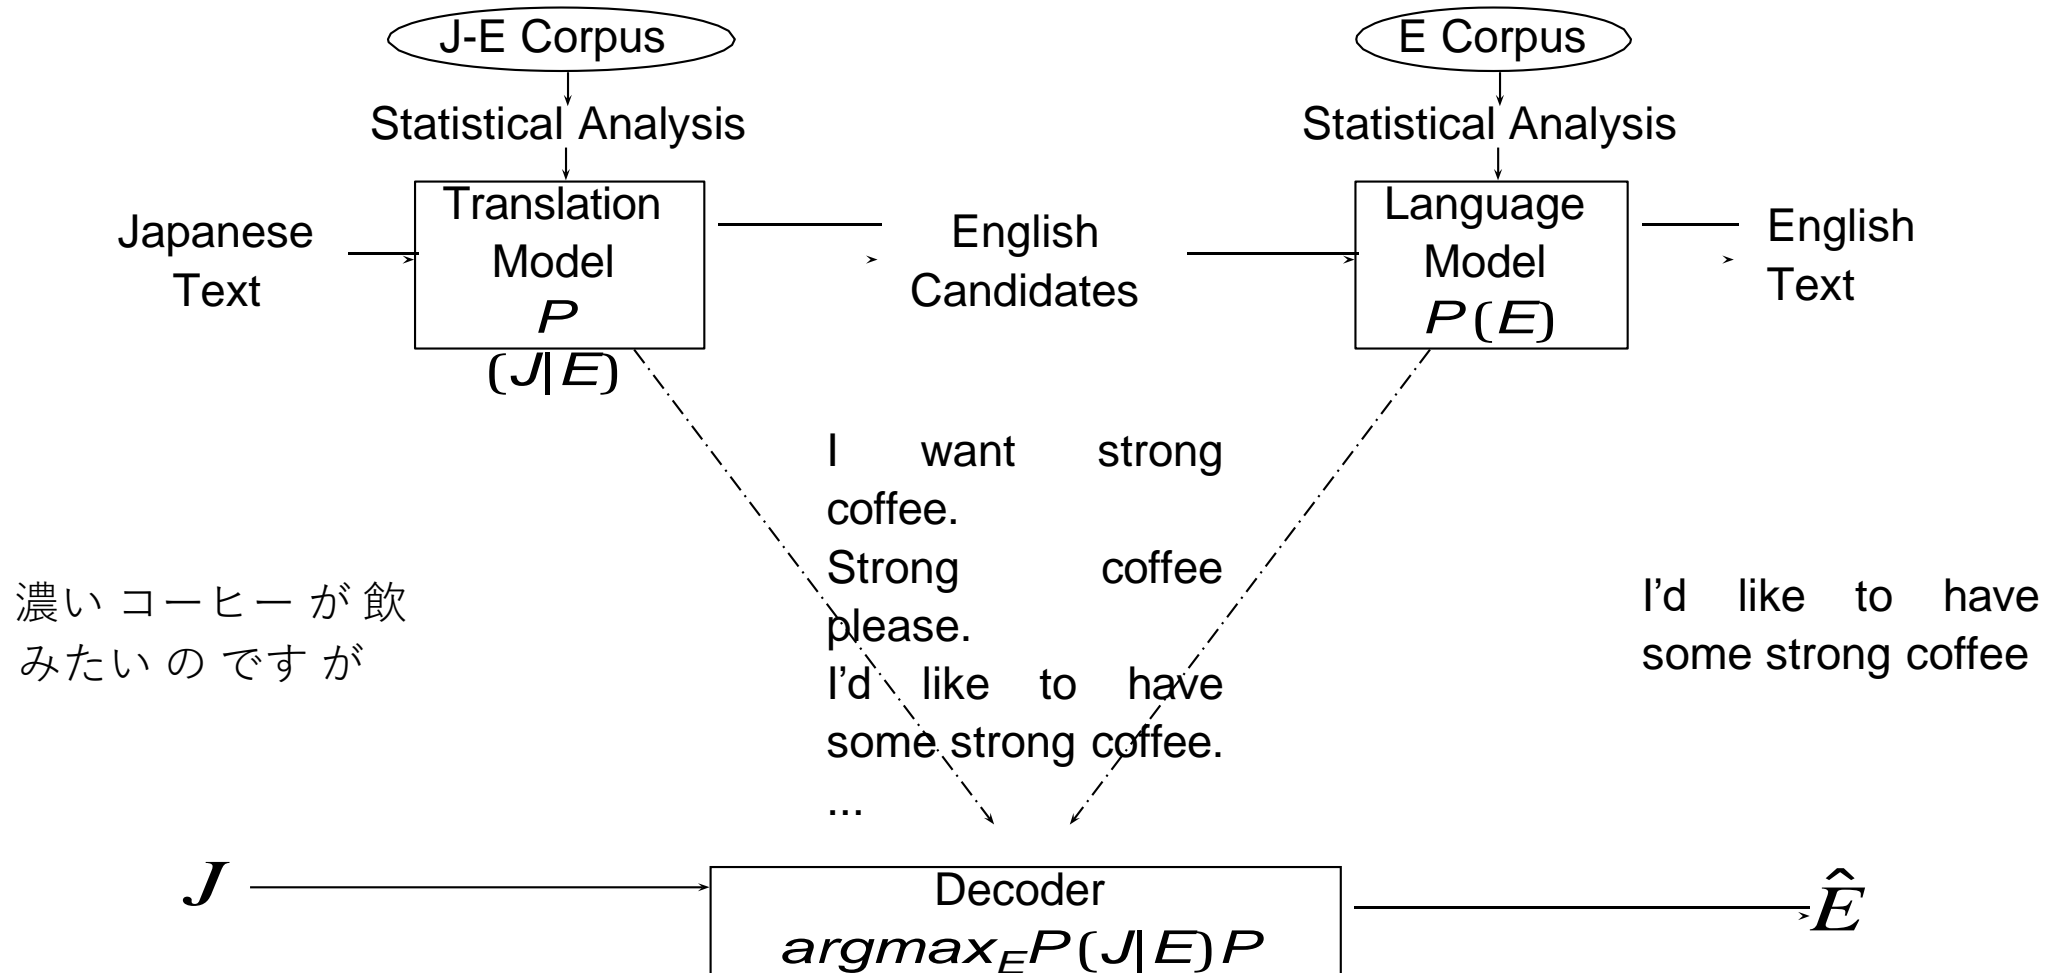 J-E Corpus
E Corpus
Statistical Analysis
Statistical Analysis
Japanese
Text
Translation
Model
P
(J|E)
English
Candidates
Language
Model
P(E)
English
Text
濃い コーヒー が 飲
みたい の です が
I want strong
coffee.
Strong coffee
please.
I'd like to have
some strong coffee.
...
I'd like to have
some strong coffee
J
Decoder
argmax_E P(J|E)P
Ê